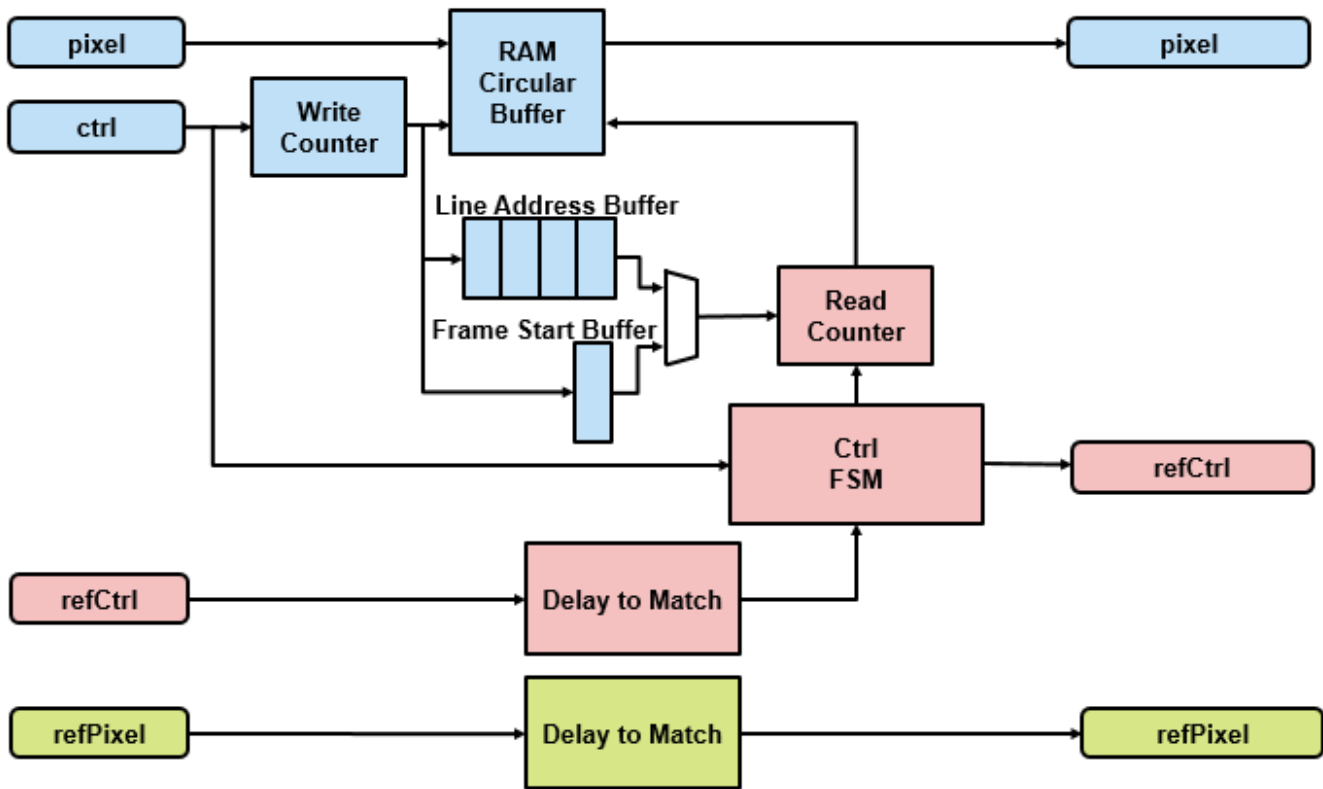 pixel
RAM
Circular
Buffer
pixel
ctrl
Write
Counter
Line Address Buffer
Read
Counter
Frame Start Buffer
Ctrl
FSM
refCtrl
refCtrl
Delay to Match
refPixel
Delay to Match
refPixel